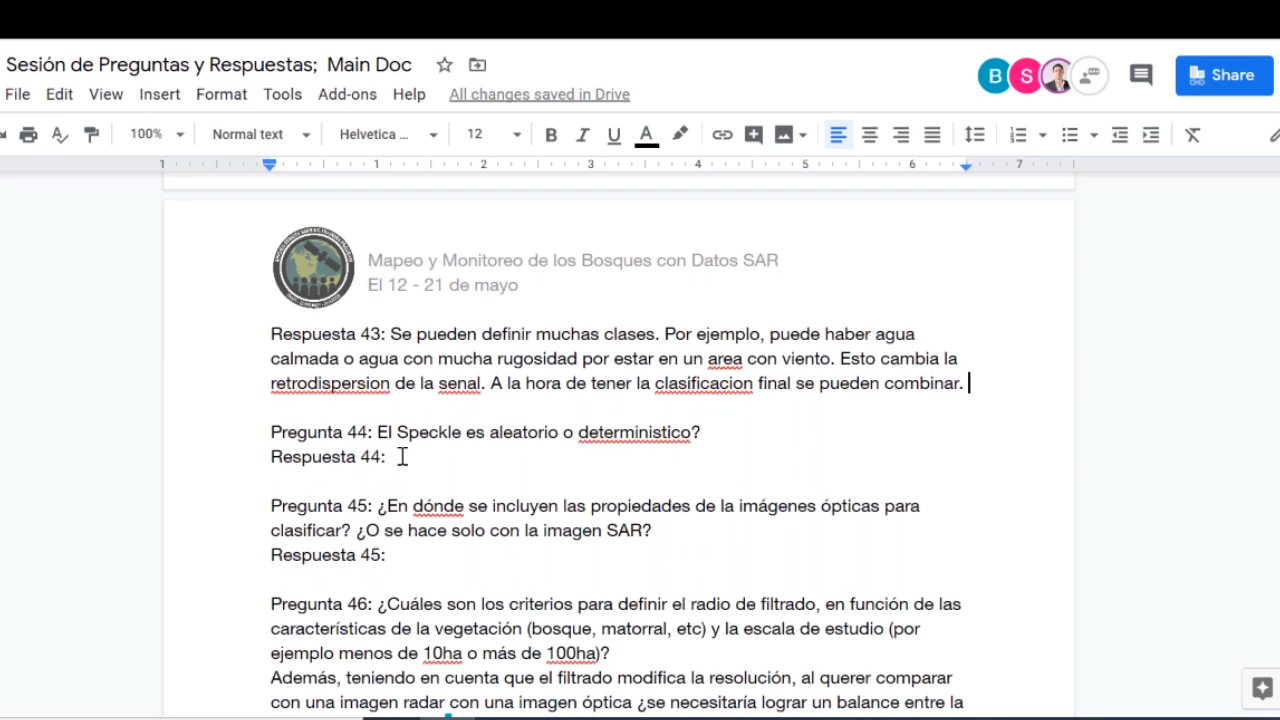 Sesión de Preguntas y Respuestas; Main Doc
B S
Share
File Edit View Insert Format Tools Add-ons Help All changes saved in Drive
100% Normal text Helvetica ... 12 B I U A
1 1 2 3 4 5 6 7
Mapeo y Monitoreo de los Bosques con Datos SAR
El 12 - 21 de mayo
Respuesta 43: Se pueden definir muchas clases. Por ejemplo, puede haber agua
calmada o agua con mucha rugosidad por estar en un area con viento. Esto cambia la
retrodispersion de la senal. A la hora de tener la clasificacion final se pueden combinar.
Pregunta 44: El Speckle es aleatorio o deterministico?
Respuesta 44:
Pregunta 45: ¿En dónde se incluyen las propiedades de la imágenes ópticas para
clasificar? ¿O se hace solo con la imagen SAR?
Respuesta 45:
Pregunta 46: ¿Cuáles son los criterios para definir el radio de filtrado, en función de las
características de la vegetación (bosque, matorral, etc) y la escala de estudio (por
ejemplo menos de 10ha o más de 100ha)?
Además, teniendo en cuenta que el filtrado modifica la resolución, al querer comparar
con una imagen radar con una imagen óptica ¿se necesitaría lograr un balance entre la